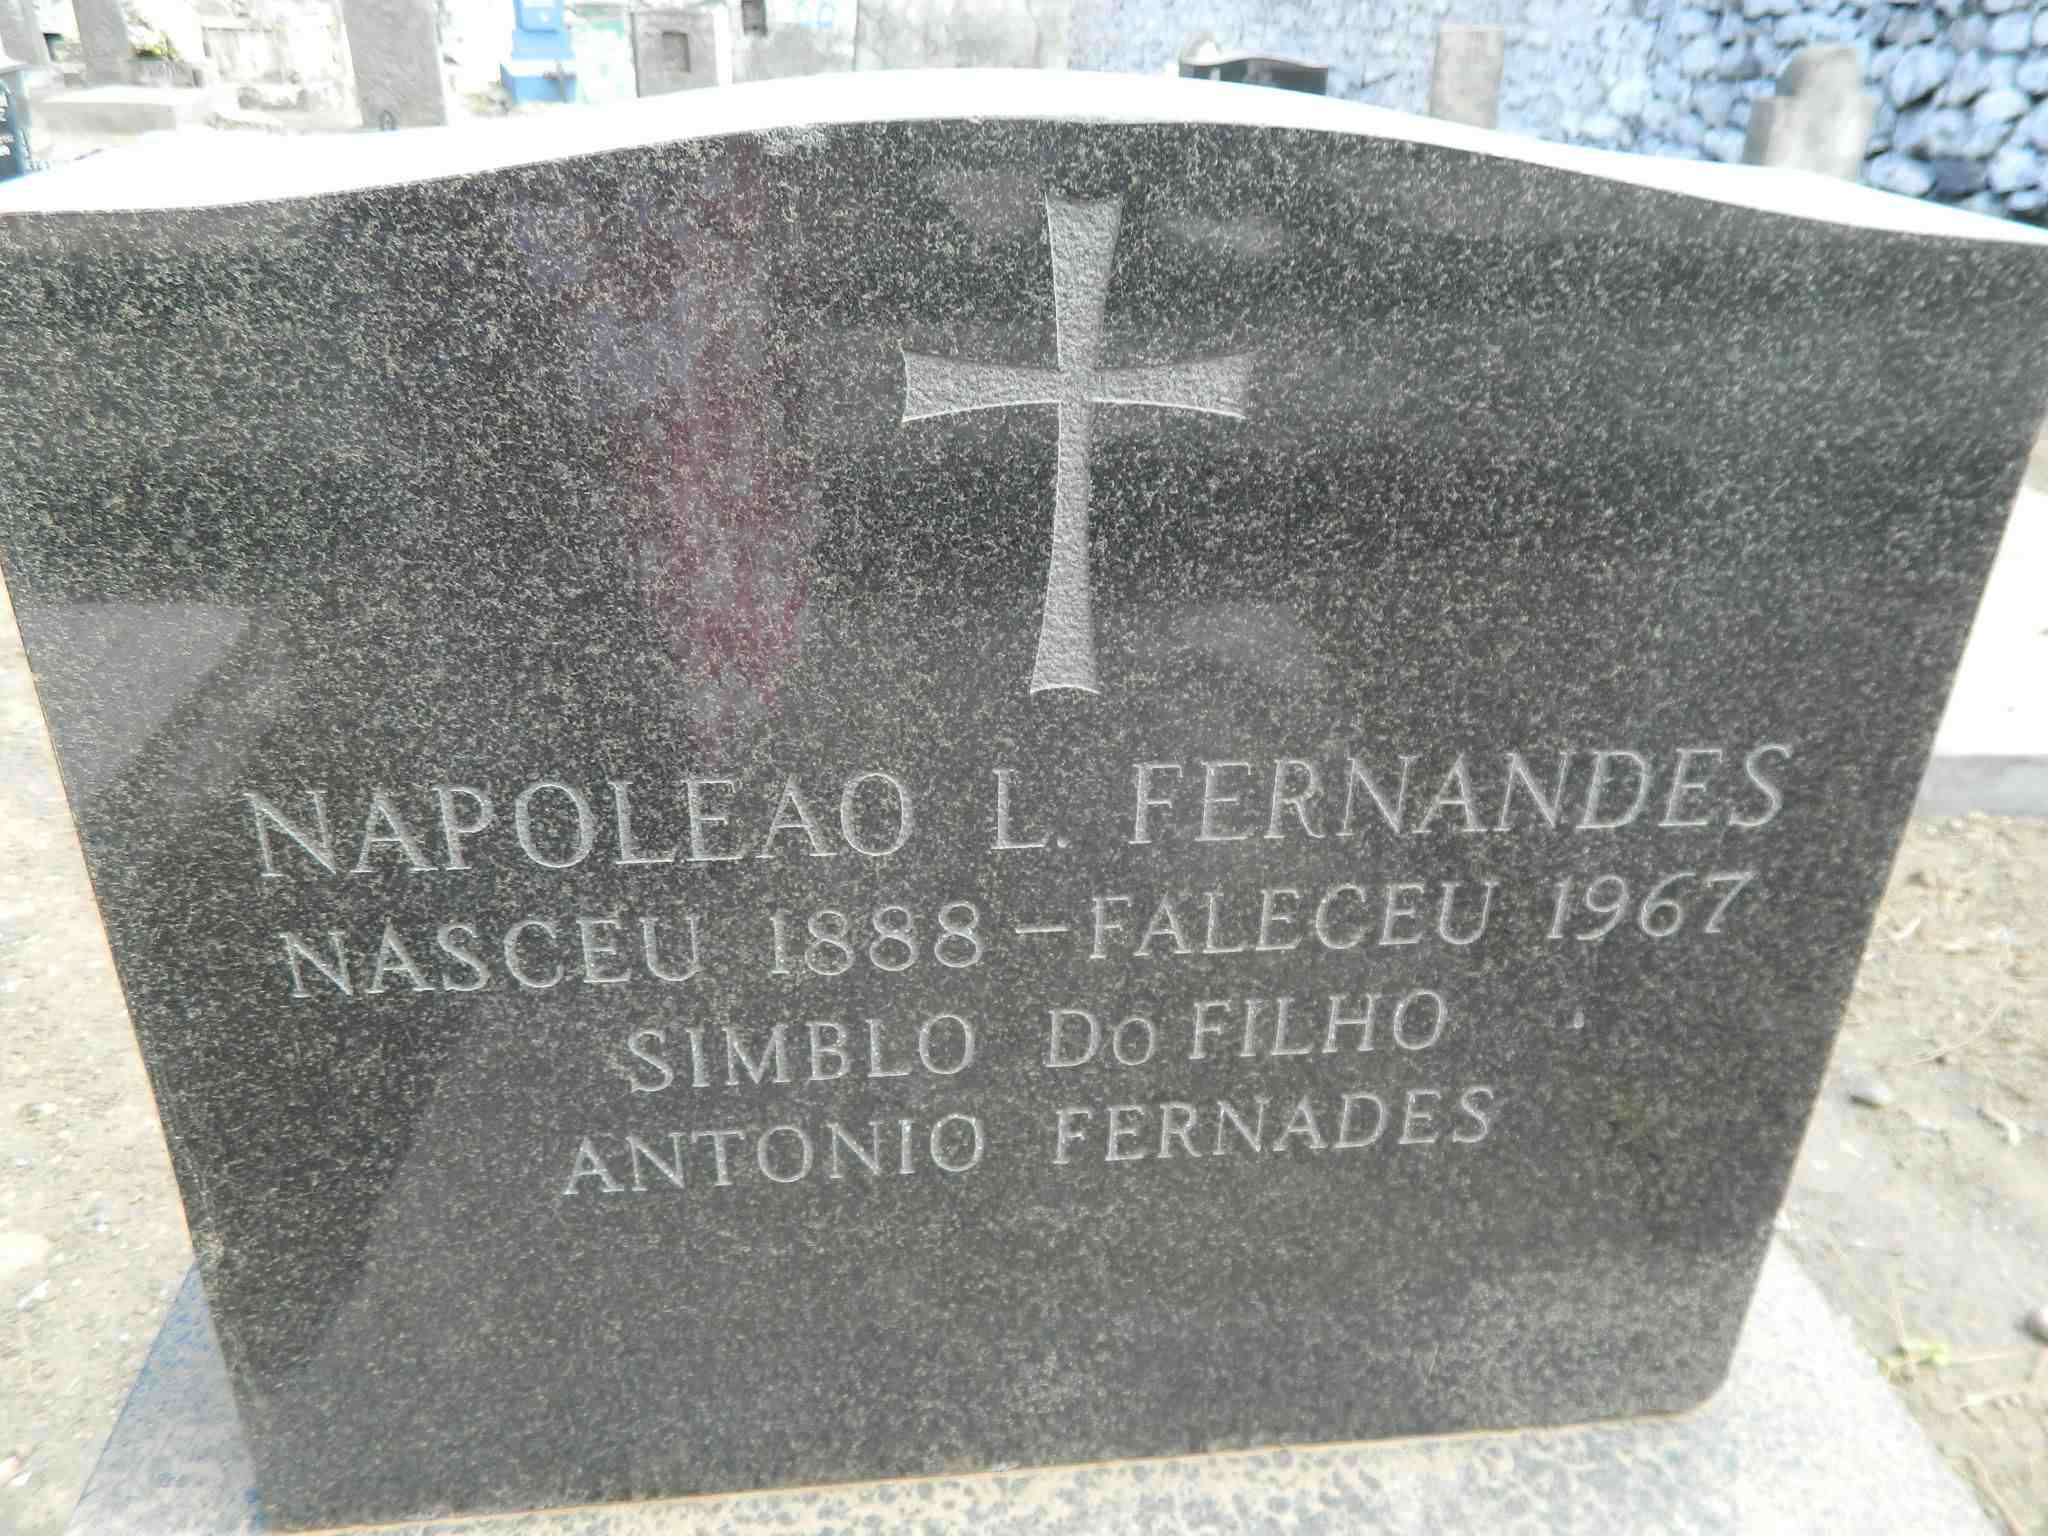 NAPOLEAO L. FERNANDES
NASCEU 1888 – FALECEU 1967
SIMBLO Do FILHO
ANTONIO FERNADES